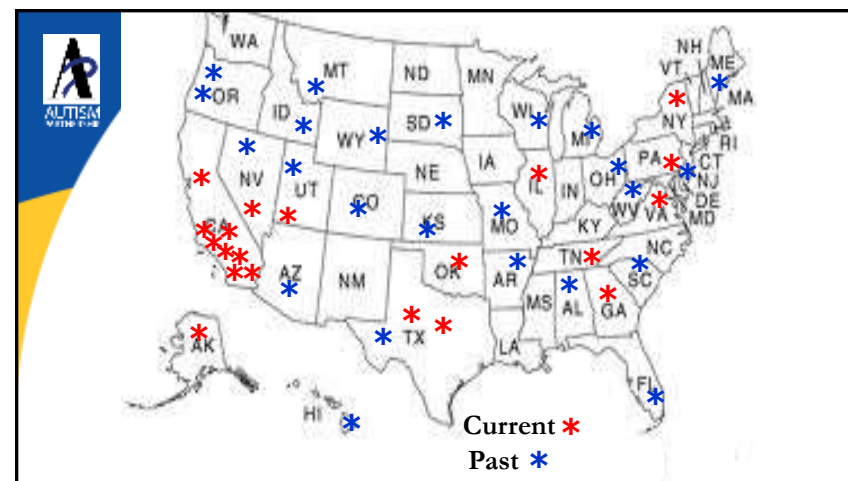 AUTISM
PARTNERSHIP
WA
MT
ND
MN
NH
VT
ME
MA
OR
ID
WY
SD
WI
MI
NY
RI
CT
NJ
DE
MD
NV
UT
CO
NE
IA
IL
IN
OH
PA
WV
VA
CA
KS
MO
KY
NC
AZ
NM
OK
AR
TN
SC
TX
MS
AL
GA
LA
AK
HI
FL
Current
Past